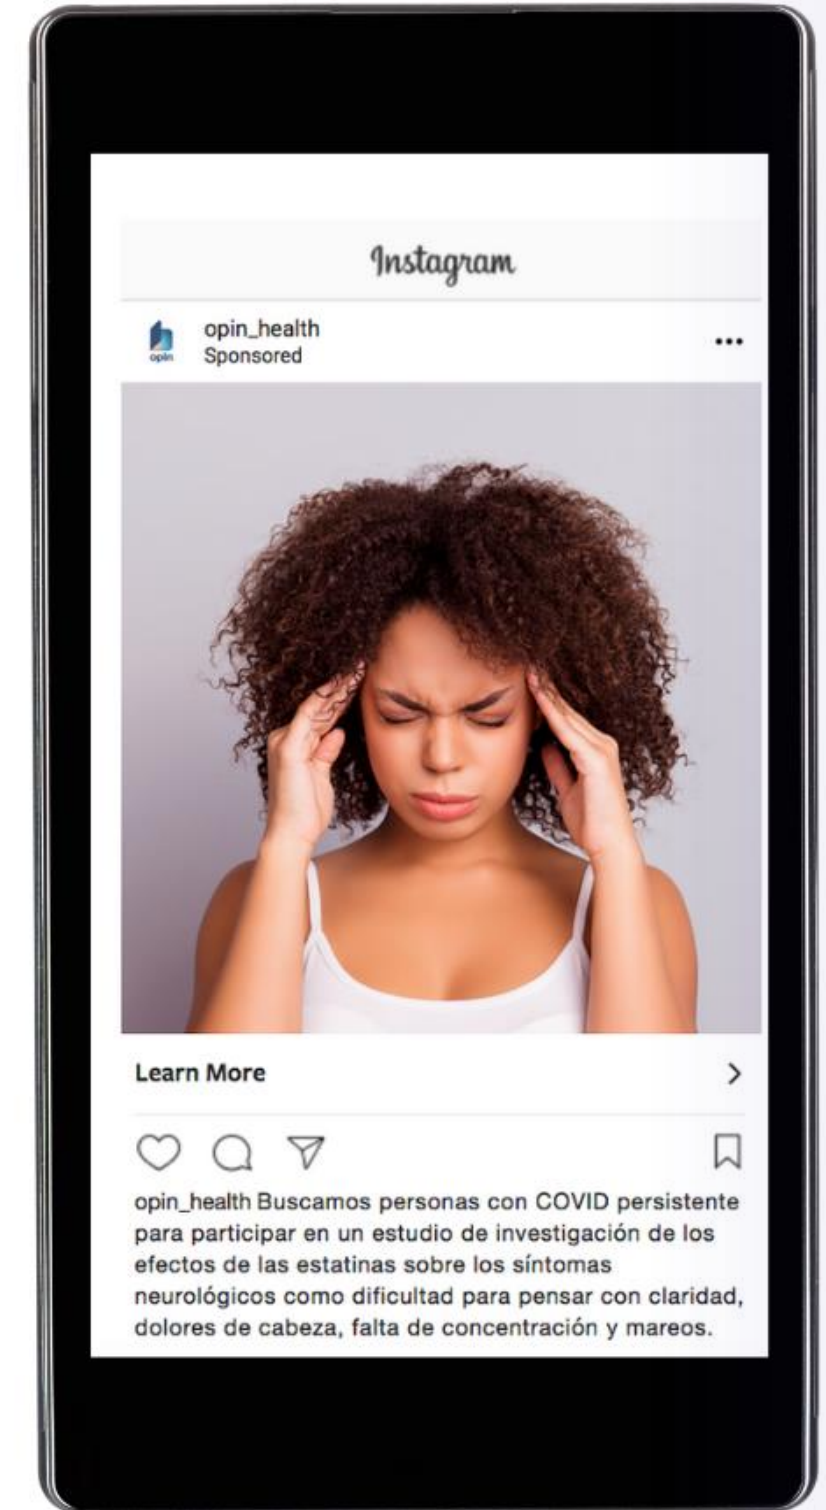 Instagram
opin_health
Sponsored
opin
Learn More
opin_health Buscamos personas con COVID persistente
para participar en un estudio de investigación de los
efectos de las estatinas sobre los síntomas
neurológicos como dificultad para pensar con claridad,
dolores de cabeza, falta de concentración y mareos.